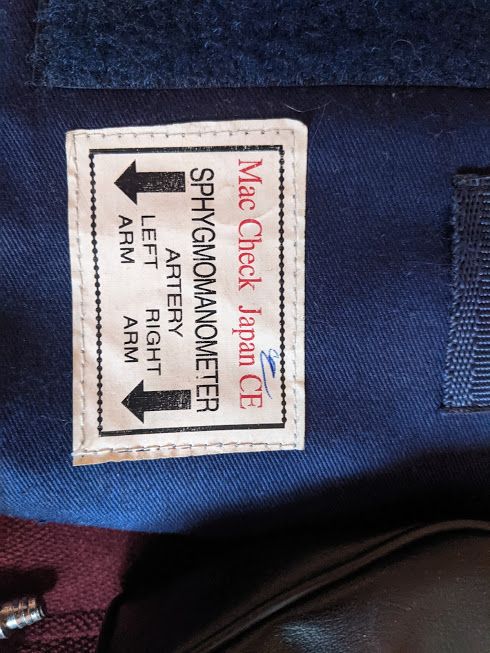 Mac Check Japan CE
SPHYGMOMANOMETER
ARTERY
LEFT RIGHT
ARM ARM